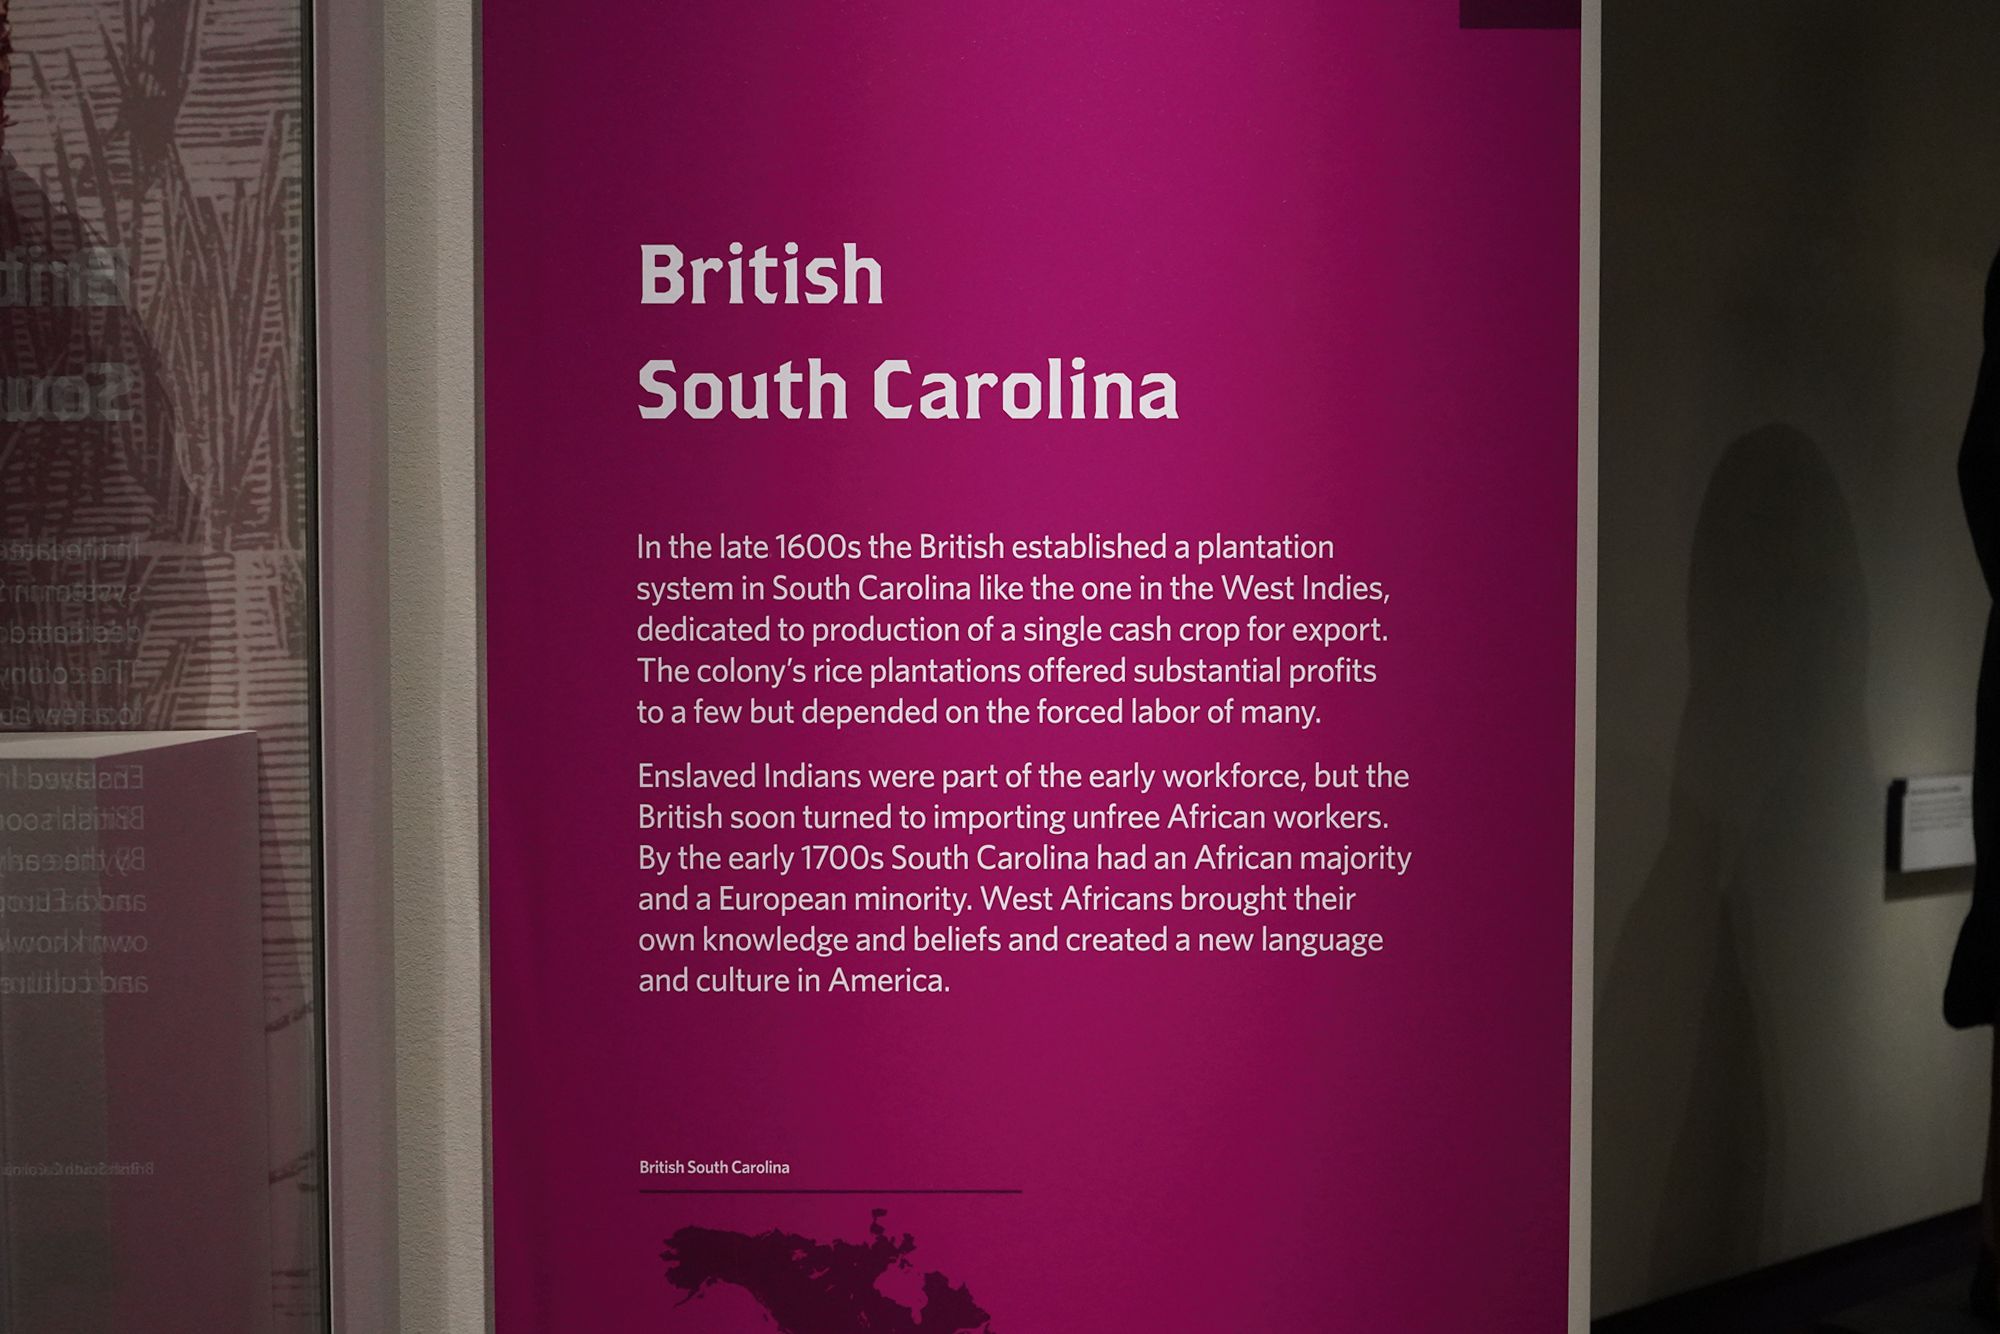 British
South Carolina
In the late 1600s the British established a plantation
system in South Carolina like the one in the West Indies,
dedicated to production of a single cash crop for export.
The colony’s rice plantations offered substantial profits
to a few but depended on the forced labor of many.
Enslaved Indians were part of the early workforce, but the
British soon turned to importing unfree African workers.
By the early 1700s South Carolina had an African majority
and a European minority. West Africans brought their
own knowledge and beliefs and created a new language
and culture in America.
British South Carolina